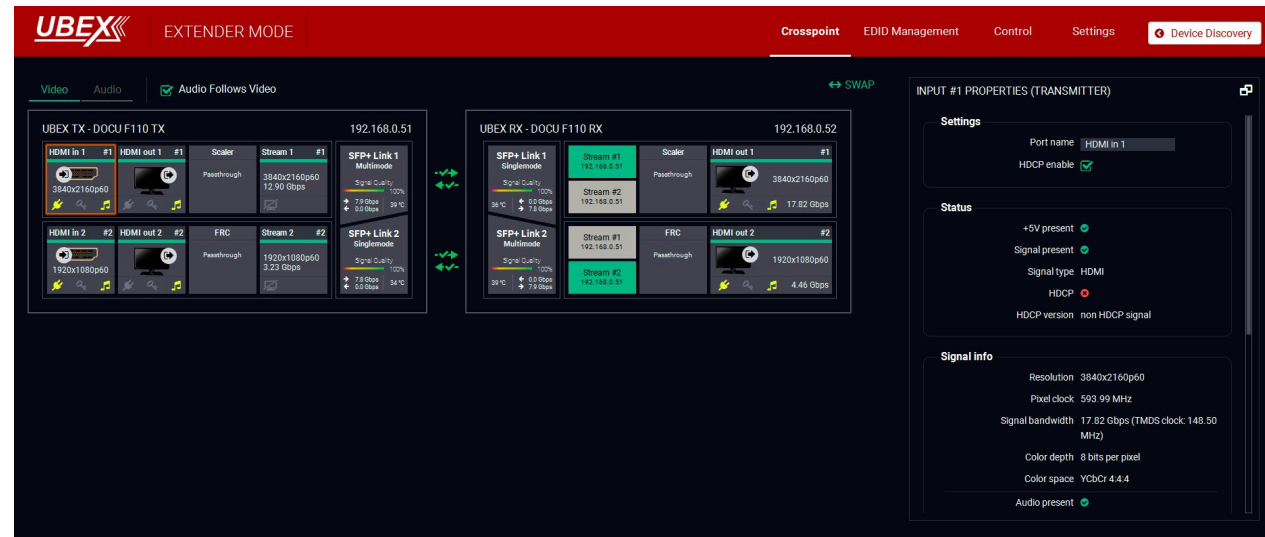 UBEX EXTENDER MODE Crosspoint EDID Management Control Settings Device Discovery
Video Audio Audio Follows Video SWAP
UBEX TX - DOCU F110 TX 192.168.0.51
HDMI in 1 #1 HDMI out 1 #1 Scaler Stream 1 #1
3840x2160p60 Passthrough 3840x2160p60
12.90 Gbps
SFP+ Link 1
Multimode
Signal Quality
100%
7.9 Gbps
0.0 Gbps 39 °C
HDMI in 2 #2 HDMI out 2 #2 FRC Stream 2 #2
1920x1080p60 Passthrough 1920x1080p60
3.23 Gbps
SFP+ Link 2
Singlemode
Signal Quality
100%
7.8 Gbps
0.0 Gbps 34 °C
UBEX RX - DOCU F110 RX 192.168.0.52
SFP+ Link 1
Singlemode
Signal Quality
100%
36 °C 0.0 Gbps
7.8 Gbps
Stream #1
192.168.0.51
Stream #2
192.168.0.51
Scaler
Passthrough
HDMI out 1 #1
3840x2160p60
17.82 Gbps
SFP+ Link 2
Multimode
Signal Quality
100%
39 °C 0.0 Gbps
7.9 Gbps
Stream #1
192.168.0.51
Stream #2
192.168.0.51
FRC
Passthrough
HDMI out 2 #2
1920x1080p60
4.46 Gbps
INPUT #1 PROPERTIES (TRANSMITTER)
Settings
Port name HDMI in 1
HDCP enable
Status
+5V present
Signal present
Signal type HDMI
HDCP
HDCP version non HDCP signal
Signal info
Resolution 3840x2160p60
Pixel clock 593.99 MHz
Signal bandwidth 17.82 Gbps (TMDS clock: 148.50
MHz)
Color depth 8 bits per pixel
Color space YCbCr 4:4:4
Audio present